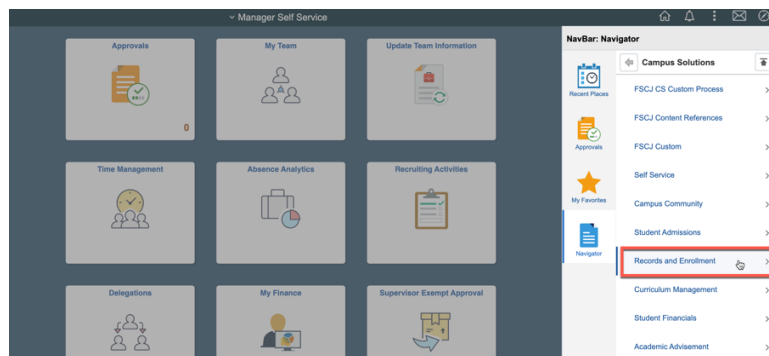 Manager Self Service
Approvals
My Team
Update Team Information
0
Time Management
Absence Analytics
Recruiting Activities
Delegations
My Finance
Supervisor Exempt Approval
NavBar: Navigator
Recent Places
Approvals
My Favorites
Navigator
Campus Solutions
FSCJ CS Custom Process
FSCJ Content References
FSCJ Custom
Self Service
Campus Community
Student Admissions
Records and Enrollment
Curriculum Management
Student Financials
Academic Advisement